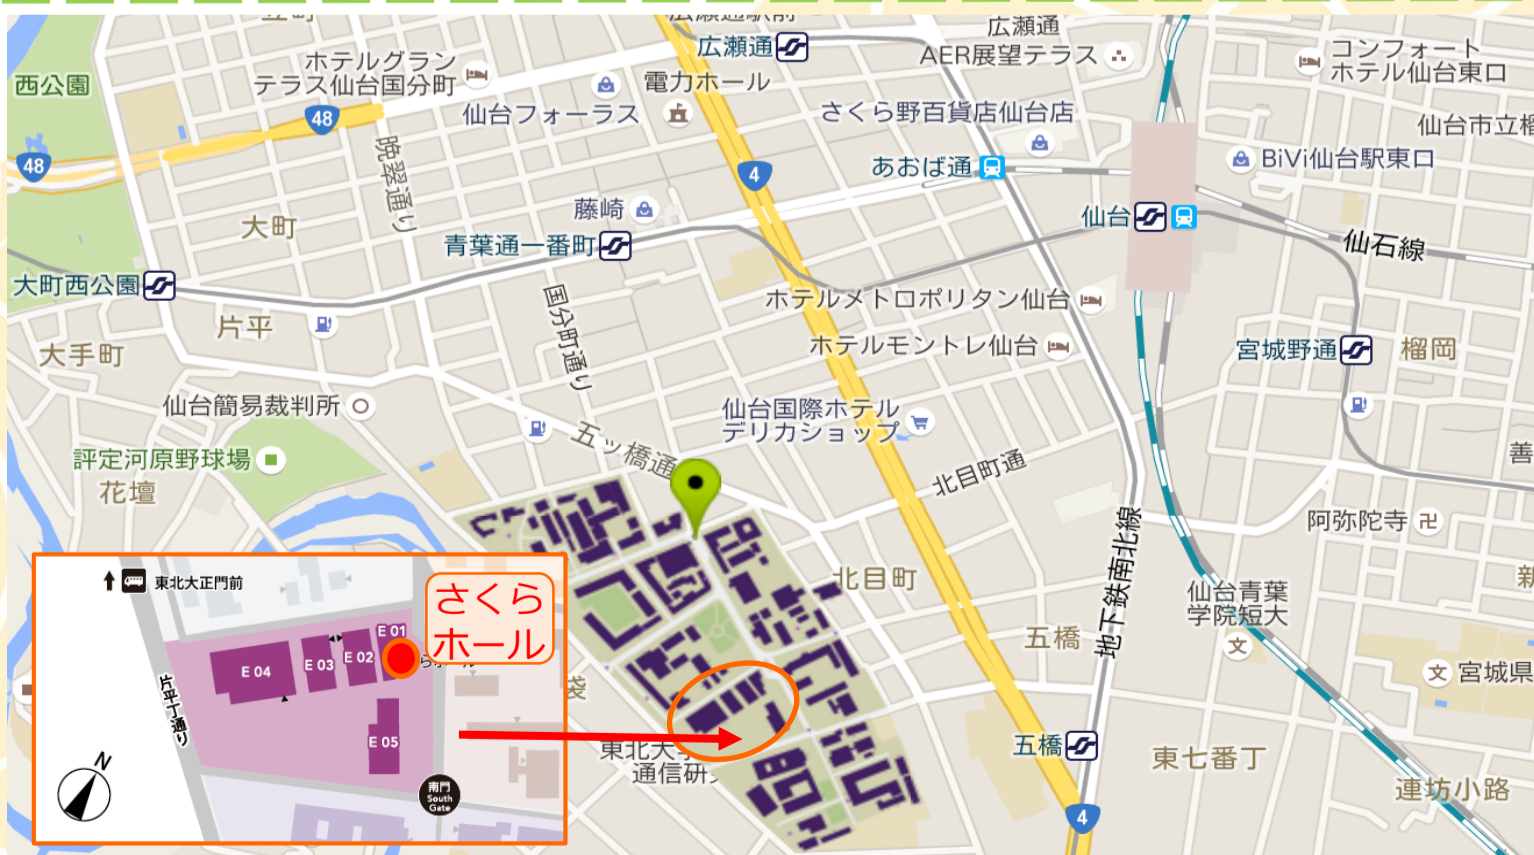 広瀬通
ホテルグラン
テラス仙台国分町
広瀬通
AER展望テラス
コンフォート
ホテル仙台東口
西公園
48
電力ホール
仙台フォーラス
さくら野百貨店仙台店
仙台市立榴
48
晩翠通り
4
あおば通
BiVi仙台駅東口
大町
藤崎
青葉通一番町
仙台
仙石線
大町西公園
片平
国分町通り
ホテルメトロポリタン仙台
大手町
ホテルモントレ仙台
宮城野通
榴岡
仙台簡易裁判所
仙台国際ホテル
デリカショップ
五ッ橋通
評定河原野球場
花壇
北目町通
善
阿弥陀寺
地下鉄南北線
北目町
仙台青葉
学院短大
文
新
五橋
文
宮城県
袋
東北大学
通信研
五橋
東七番丁
連坊小路
4
東北大正門前
さくら
ホール
E 01
E 02
E 03
E 04
E 05
片平丁通り
N
南門
South
Gate